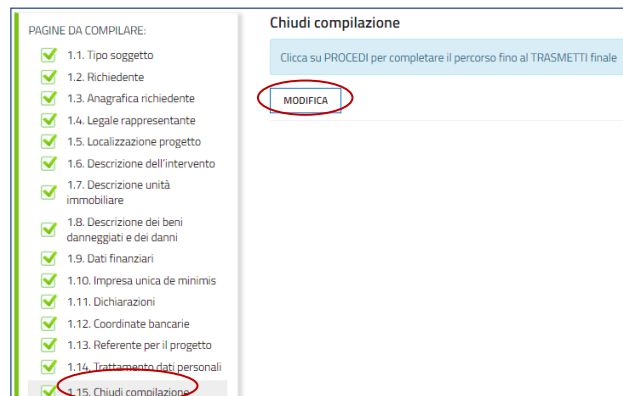 PAGINE DA COMPILARE:
1.1. Tipo soggetto
1.2. Richiedente
1.3. Anagrafica richiedente
1.4. Legale rappresentante
1.5. Localizzazione progetto
1.6. Descrizione dell'intervento
1.7. Descrizione unità
immobiliare
1.8. Descrizione dei beni
danneggiati e dei danni
1.9. Dati finanziari
1.10. Impresa unica de minimis
1.11. Dichiarazioni
1.12. Coordinate bancarie
1.13. Referente per il progetto
1.14. Trattamento dati personali
1.15. Chiudi compilazione
Chiudi compilazione
Clicca su PROCEDI per completare il percorso fino al TRASMETTI finale
MODIFICA